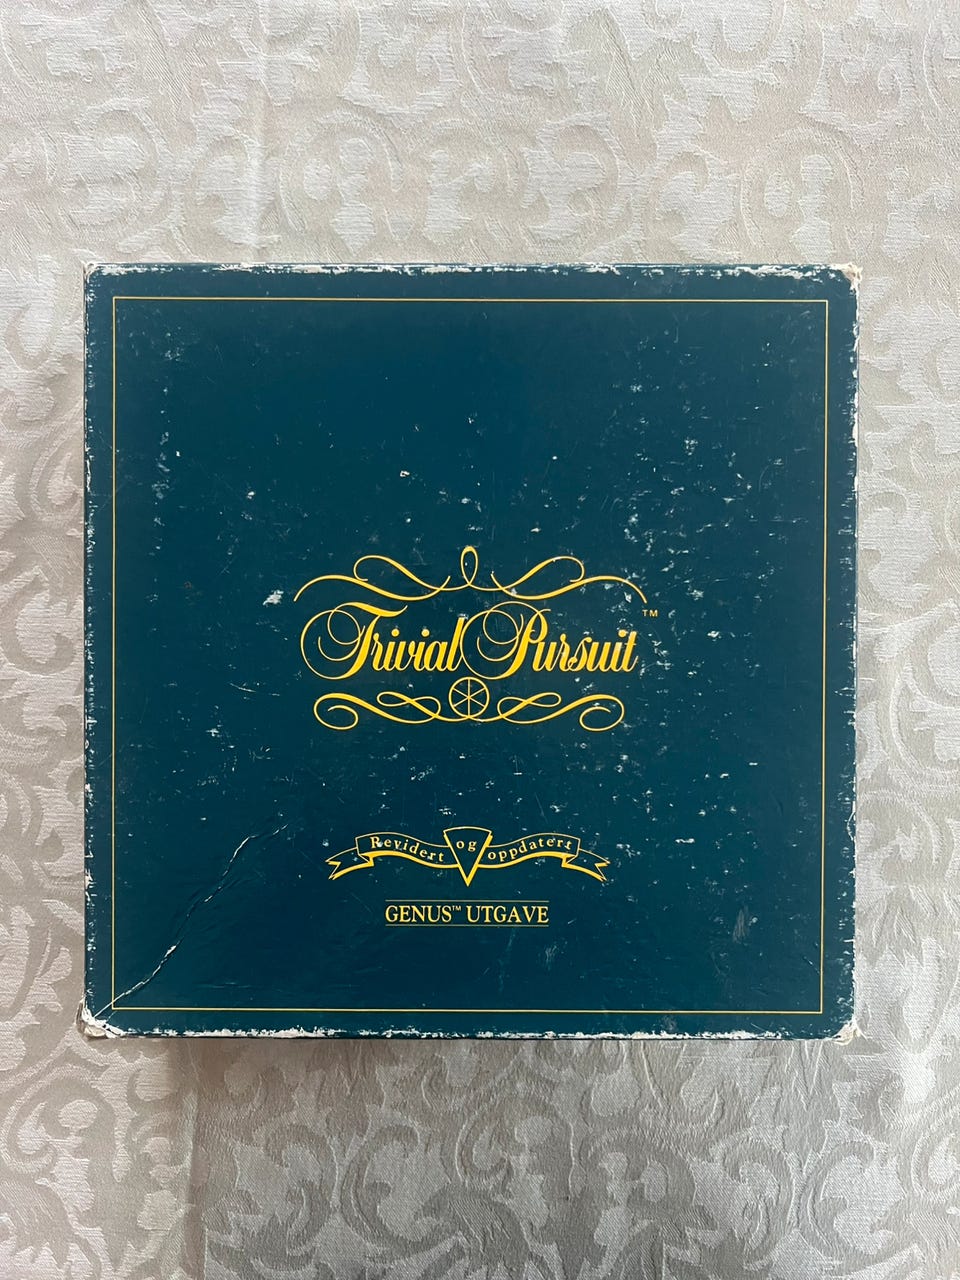 Trivial Pursuit™
Revidert og oppdatert
GENUS™ UTGAVE